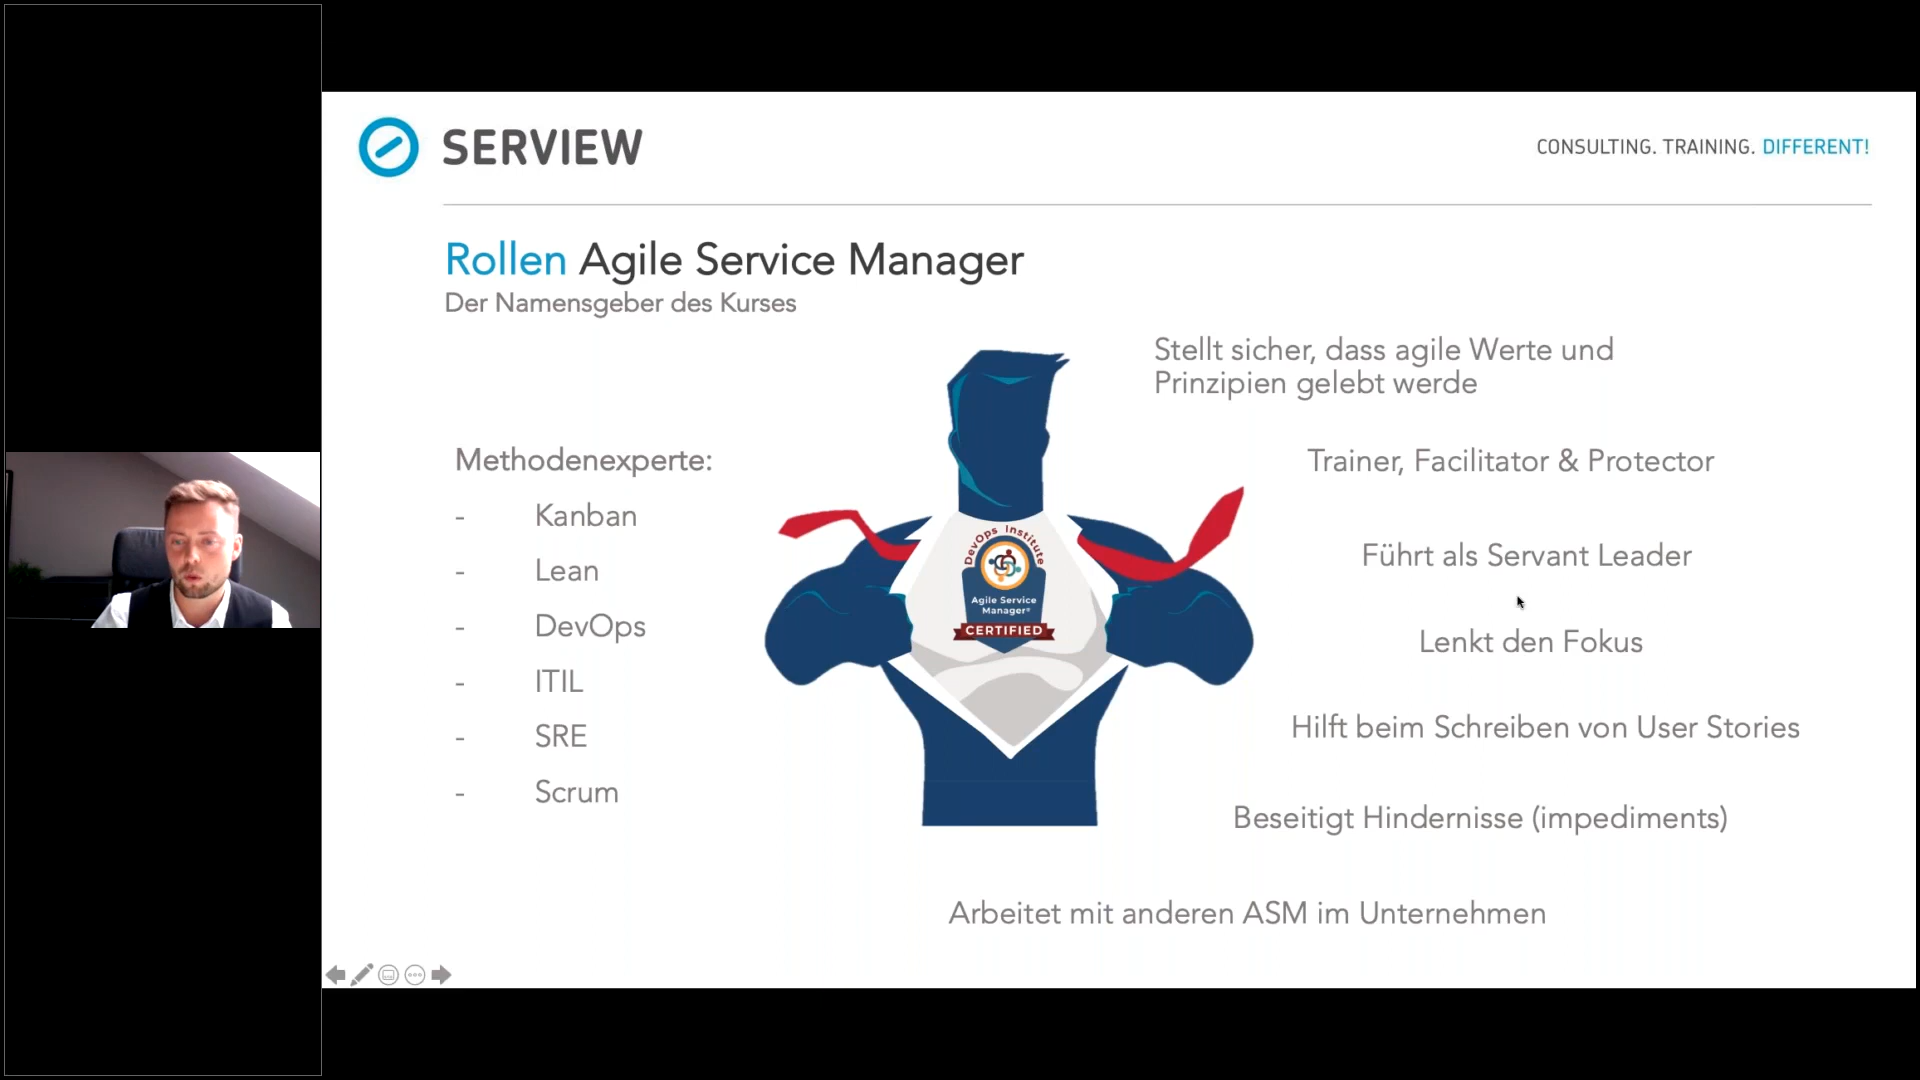 SERVIEW
CONSULTING. TRAINING. DIFFERENT!
Rollen Agile Service Manager
Der Namensgeber des Kurses
Methodenexperte:
- Kanban
- Lean
- DevOps
- ITIL
- SRE
- Scrum
DevOps Institute
Agile Service
Manager®
CERTIFIED
Stellt sicher, dass agile Werte und
Prinzipien gelebt werde
Trainer, Facilitator & Protector
Führt als Servant Leader
Lenkt den Fokus
Hilft beim Schreiben von User Stories
Beseitigt Hindernisse (impediments)
Arbeitet mit anderen ASM im Unternehmen